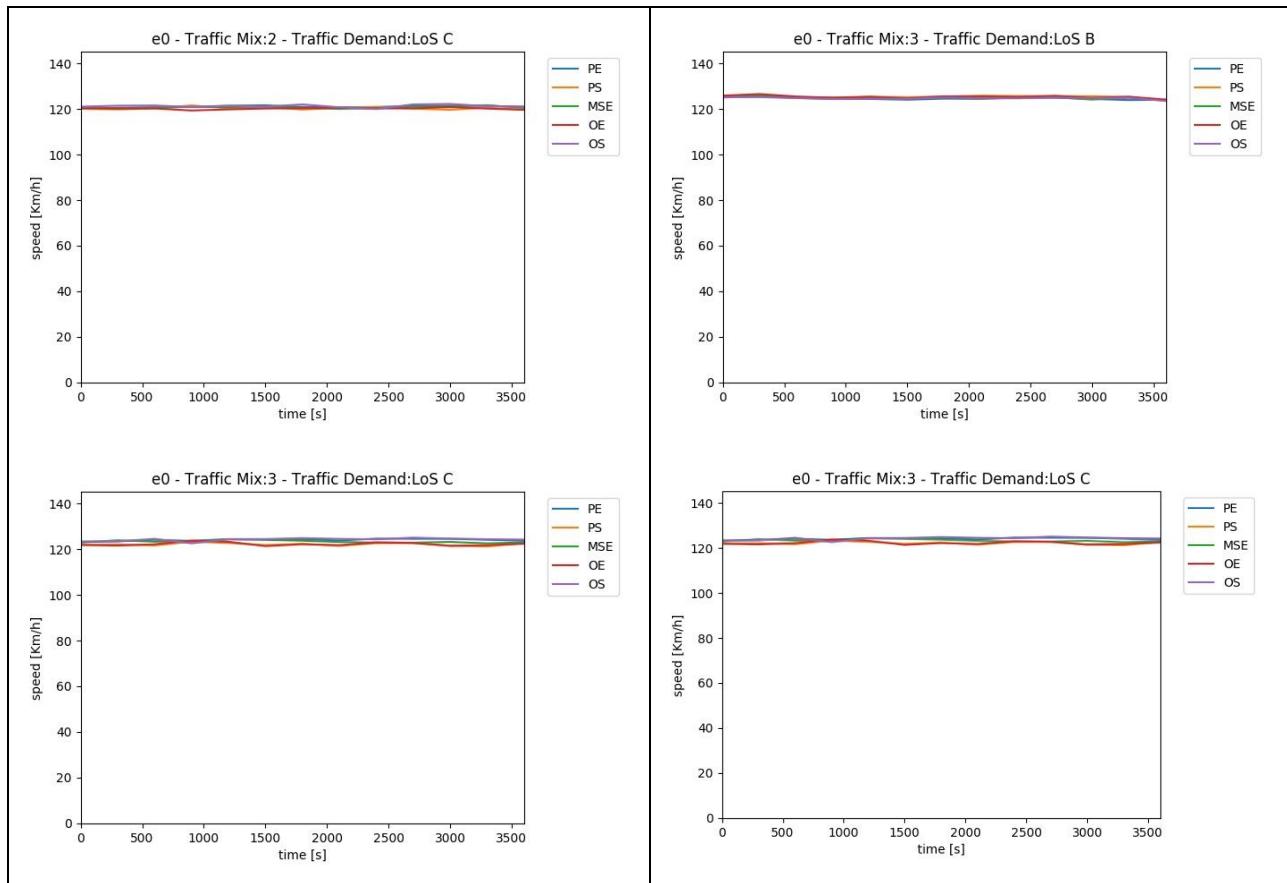 e0 - Traffic Mix:2 - Traffic Demand:LoS C
140
120
100
80
60
40
20
0
speed [Km/h]
0 500 1000 1500 2000 2500 3000 3500
time [s]
PE
PS
MSE
OE
OS
e0 - Traffic Mix:3 - Traffic Demand:LoS B
140
120
100
80
60
40
20
0
speed [Km/h]
0 500 1000 1500 2000 2500 3000 3500
time [s]
PE
PS
MSE
OE
OS
e0 - Traffic Mix:3 - Traffic Demand:LoS C
140
120
100
80
60
40
20
0
speed [Km/h]
0 500 1000 1500 2000 2500 3000 3500
time [s]
PE
PS
MSE
OE
OS
e0 - Traffic Mix:3 - Traffic Demand:LoS C
140
120
100
80
60
40
20
0
speed [Km/h]
0 500 1000 1500 2000 2500 3000 3500
time [s]
PE
PS
MSE
OE
OS